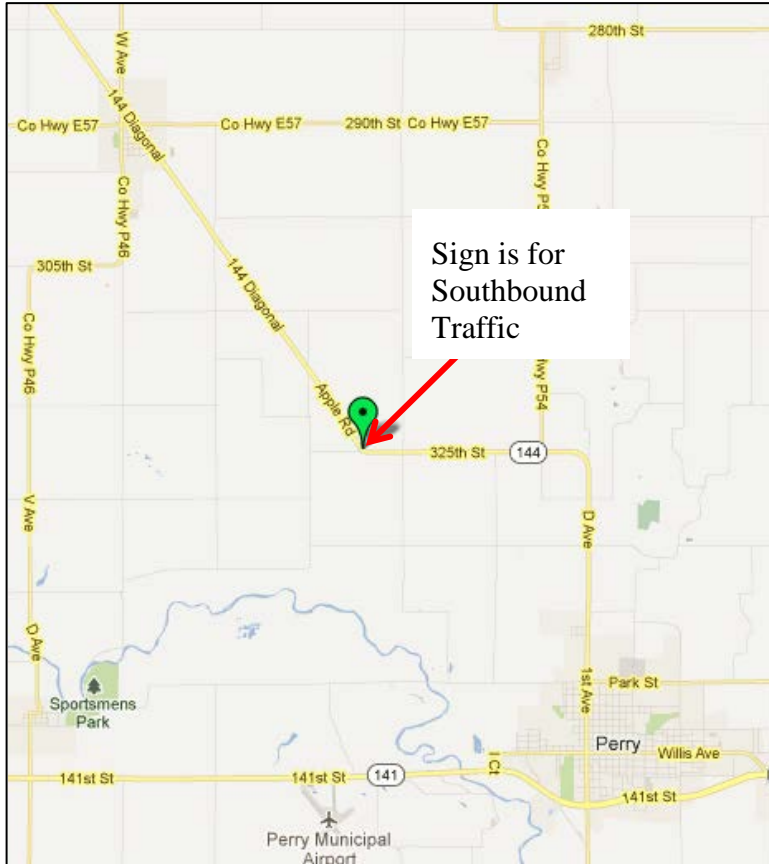 280th St
W Ave
144 Diagonal
Co Hwy E57
Co Hwy E57
290th St
Co Hwy E57
Co Hwy P46
Co Hwy P5
305th St
144 Diagonal
Sign is for
Southbound
Traffic
Co Hwy P46
Co Hwy P54
Apple Rd
325th St
144
V Ave
D Ave
D Ave
Sportsmens
Park
1st Ave
Park St
Perry
Willis Ave
I Ct
141st St
141st St
141
141st St
Perry Municipal
Airport